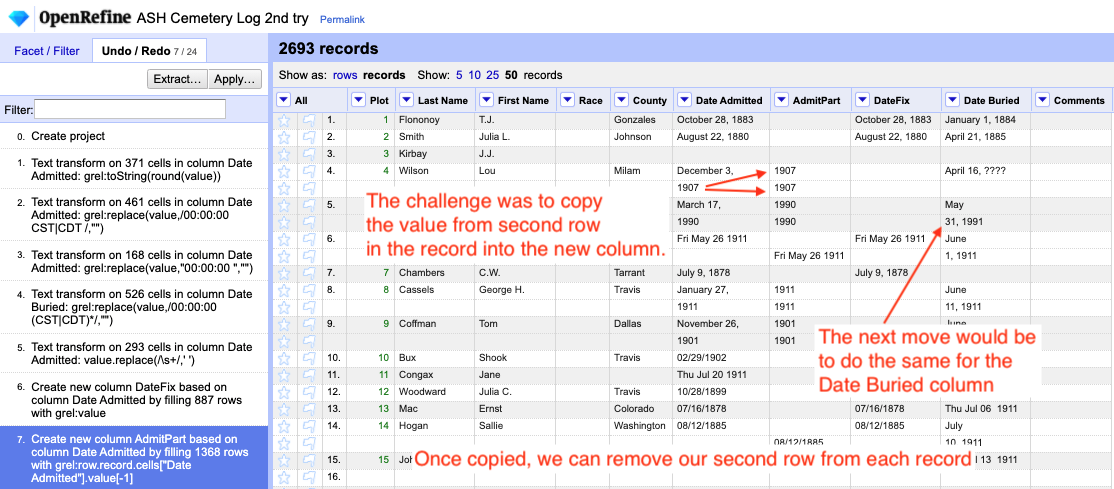 OpenRefine ASH Cemetery Log 2nd try Permalink
Facet / Filter Undo / Redo 7 / 24
Extract... Apply...
Filter:
0. Create project
1. Text transform on 371 cells in column Date
Admitted: grel:toString(round(value))
2. Text transform on 461 cells in column Date
Admitted: grel:replace(value,/00:00:00
CST|CDT /,"")
3. Text transform on 168 cells in column Date
Admitted: grel:replace(value,"00:00:00 ","")
4. Text transform on 526 cells in column Date
Buried: grel:replace(value,/00:00:00
(CST|CDT)*/,"")
5. Text transform on 293 cells in column Date
Admitted: value.replace(/\s+/,' ')
6. Create new column DateFix based on
column Date Admitted by filling 887 rows
with grel:value
7. Create new column AdmitPart based on
column Date Admitted by filling 1368 rows
with grel:row.record.cells["Date
Admitted"].value[-1]
2693 records
Show as: rows records Show: 5 10 25 50 records
All Plot Last Name First Name Race County Date Admitted AdmitPart DateFix Date Buried Comments
1. 1 Flononoy T.J. Gonzales October 28, 1883 October 28, 1883 January 1, 1884
2. 2 Smith Julia L. Johnson August 22, 1880 August 22, 1880 April 21, 1885
3. 3 Kirbay J.J.
4. 4 Wilson Lou Milam December 3, 1907 April 16, ????
1907 1907
5. March 17, 1990 May
1990 1990 31, 1991
6. Fri May 26 1911 Fri May 26 1911 June
Fri May 26 1911 1, 1911
7. 7 Chambers C.W. Tarrant July 9, 1878 July 9, 1878
8. 8 Cassels George H. Travis January 27, 1911 June
1911 1911 11, 1911
9. 9 Coffman Tom Dallas November 26, 1901 June
1901 1901
10. 10 Bux Shook Travis 02/29/1902
11. 11 Congax Jane Thu Jul 20 1911
12. 12 Woodward Julia C. Travis 10/28/1899
13. 13 Mac Ernst Colorado 07/16/1878 07/16/1878 Thu Jul 06 1911
14. 14 Hogan Sallie Washington 08/12/1885 08/12/1885 July
08/12/1885 10, 1911
15. 15 13 1911
16.
The challenge was to copy
the value from second row
in the record into the new column.
The next move would be
to do the same for the
Date Buried column
Once copied, we can remove our second row from each record